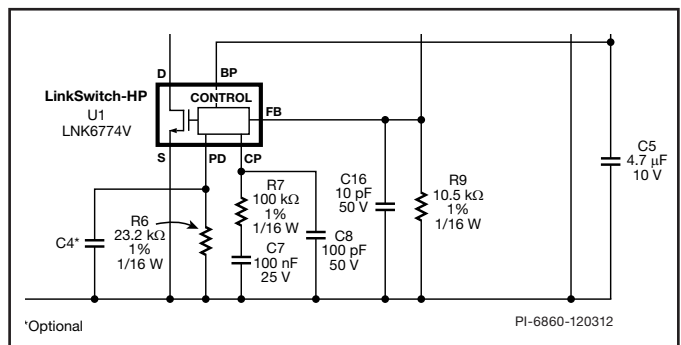 D
BP
LinkSwitch-HP
U1
LNK6774V
CONTROL
FB
S
PD
CP
C5
4.7 µF
10 V
C16
10 pF
50 V
R9
10.5 kΩ
1%
1/16 W
R7
100 kΩ
1%
1/16 W
R6
23.2 kΩ
1%
1/16 W
C4*
C8
100 pF
50 V
C7
100 nF
25 V
*Optional
PI-6860-120312